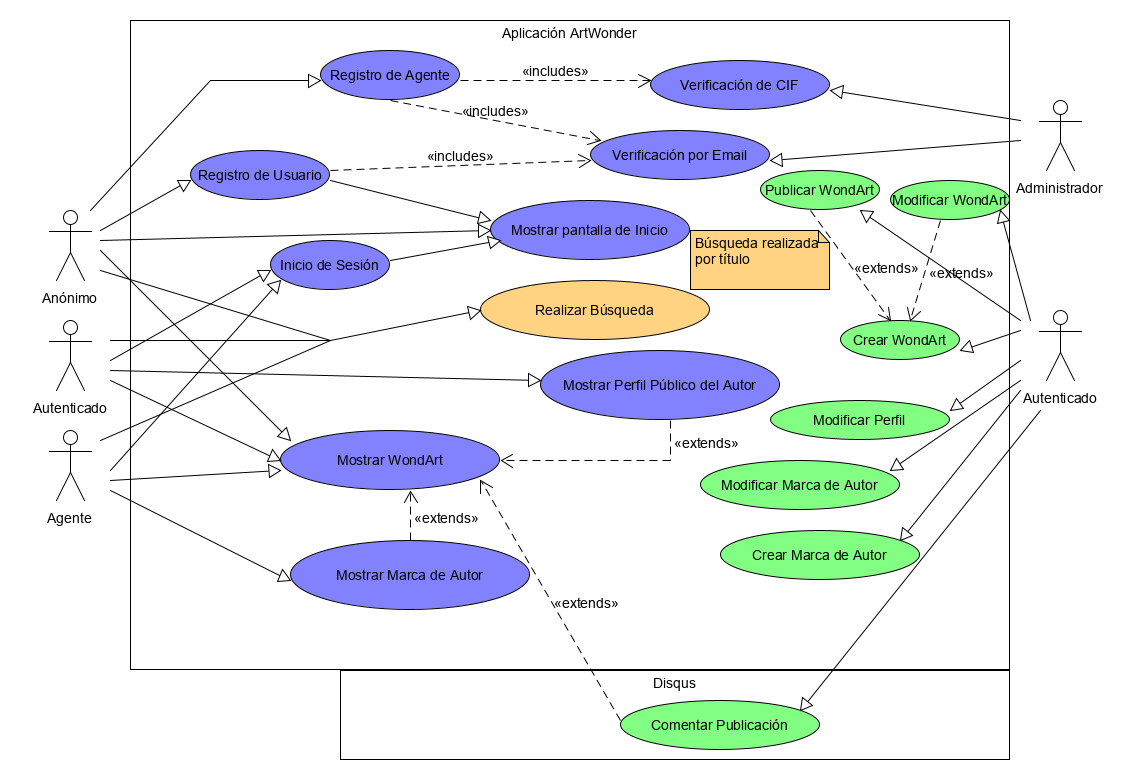 Aplicación ArtWonder
Registro de Agente
«includes»
Verificación de CIF
«includes»
Verificación por Email
«includes»
Registro de Usuario
Publicar WondArt
Modificar WondArt
Administrador
Mostrar pantalla de Inicio
Búsqueda realizada
por título
Inicio de Sesión
«extends»
«extends»
Anónimo
Realizar Búsqueda
Crear WondArt
Mostrar Perfil Público del Autor
Autenticado
Autenticado
Modificar Perfil
«extends»
Mostrar WondArt
Modificar Marca de Autor
Agente
«extends»
Crear Marca de Autor
Mostrar Marca de Autor
«extends»
Disqus
Comentar Publicación